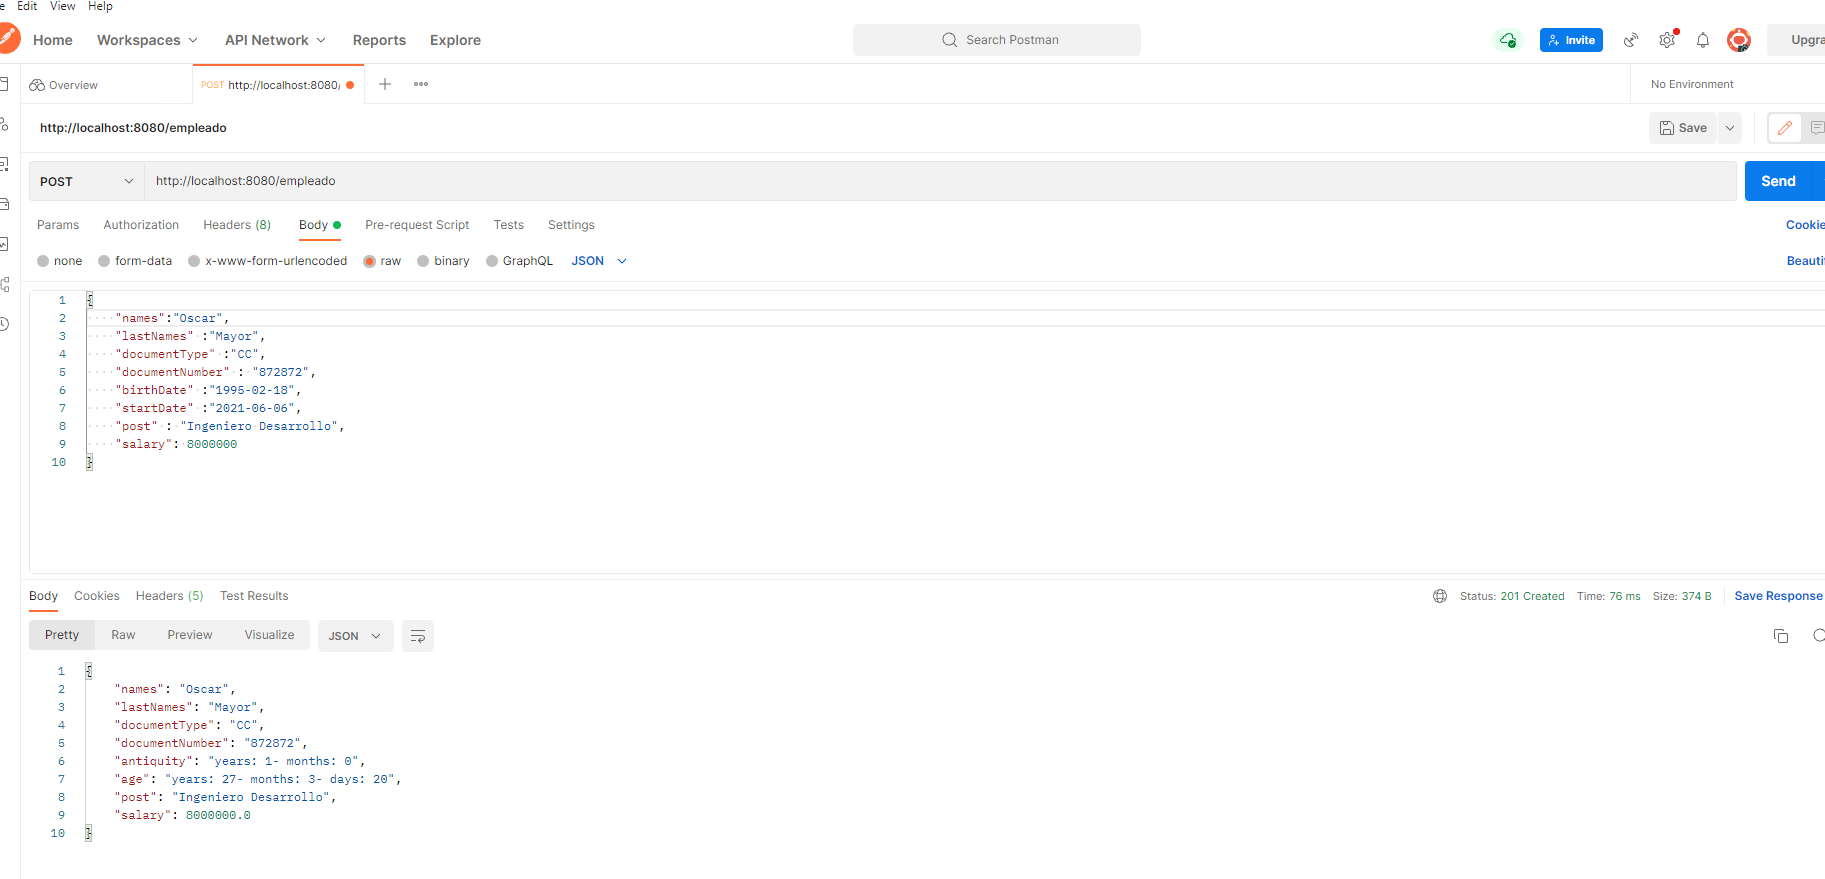 Edit View Help
Home Workspaces API Network Reports Explore Search Postman Invite
Overview POST http://localhost:8080/ No Environment
http://localhost:8080/empleado Save
POST http://localhost:8080/empleado Send
Params Authorization Headers (8) Body Pre-request Script Tests Settings
none form-data x-www-form-urlencoded raw binary GraphQL JSON
1 {
2 "names":"Oscar",
3 "lastNames" :"Mayor",
4 "documentType" :"CC",
5 "documentNumber" : "872872",
6 "birthDate" :"1995-02-18",
7 "startDate" :"2021-06-06",
8 "post" : "Ingeniero Desarrollo",
9 "salary": 8000000
10 }
Body Cookies Headers (5) Test Results Status: 201 Created Time: 76 ms Size: 374 B Save Response
Pretty Raw Preview Visualize JSON
1 {
2 "names": "Oscar",
3 "lastNames": "Mayor",
4 "documentType": "CC",
5 "documentNumber": "872872",
6 "antiquity": "years: 1- months: 0",
7 "age": "years: 27- months: 3- days: 20",
8 "post": "Ingeniero Desarrollo",
9 "salary": 8000000.0
10 }